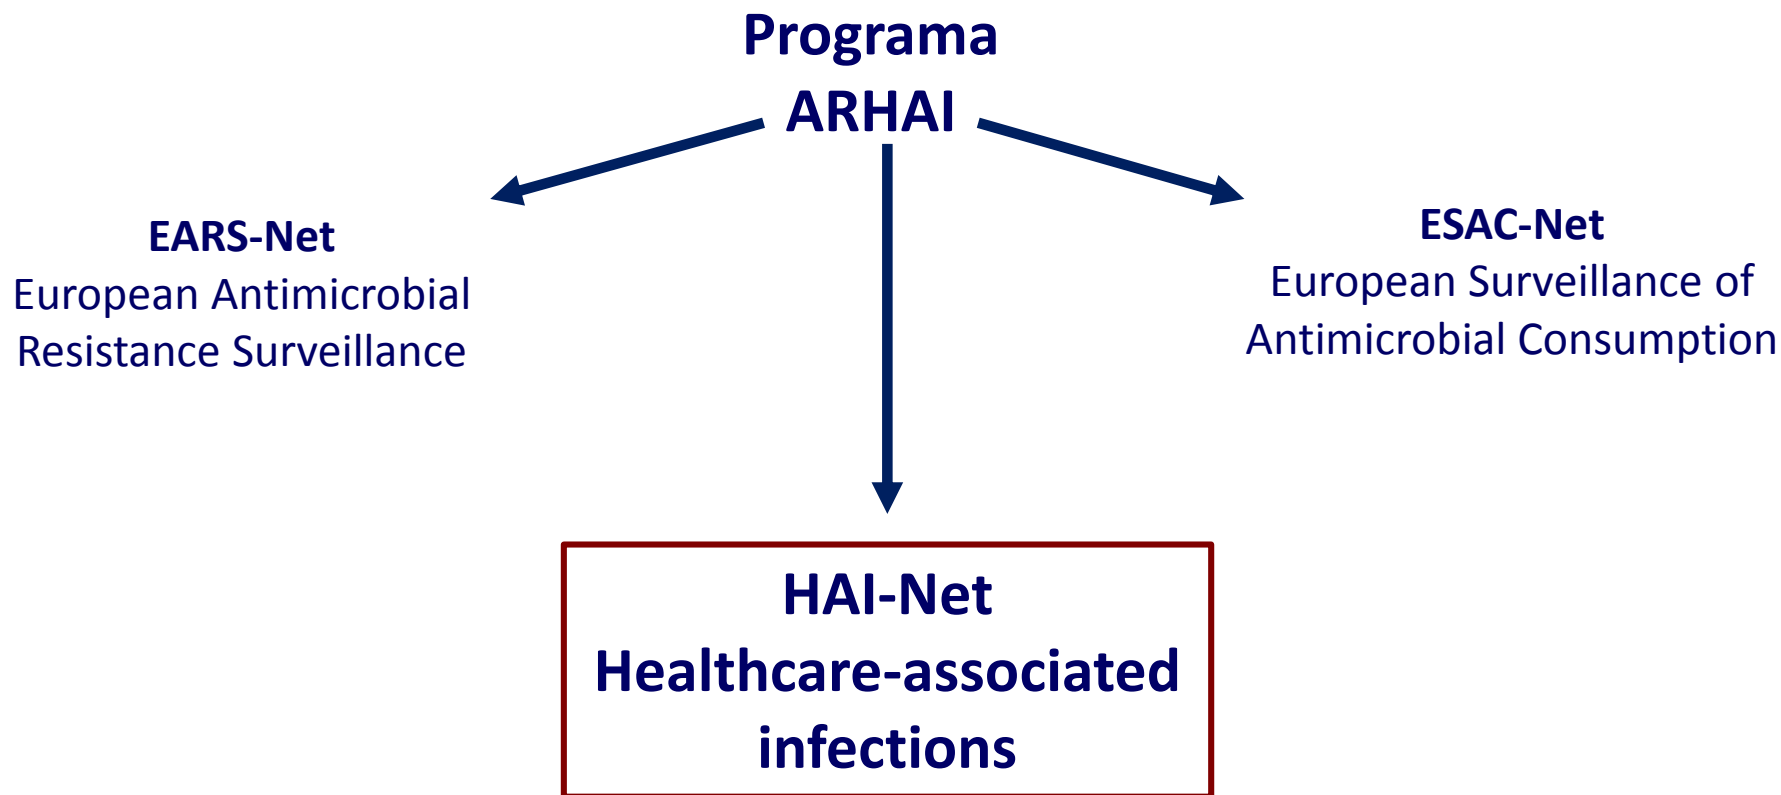 Programa
ARHAI
EARS-Net
European Antimicrobial
Resistance Surveillance
ESAC-Net
European Surveillance of
Antimicrobial Consumption
HAI-Net
Healthcare-associated
infections